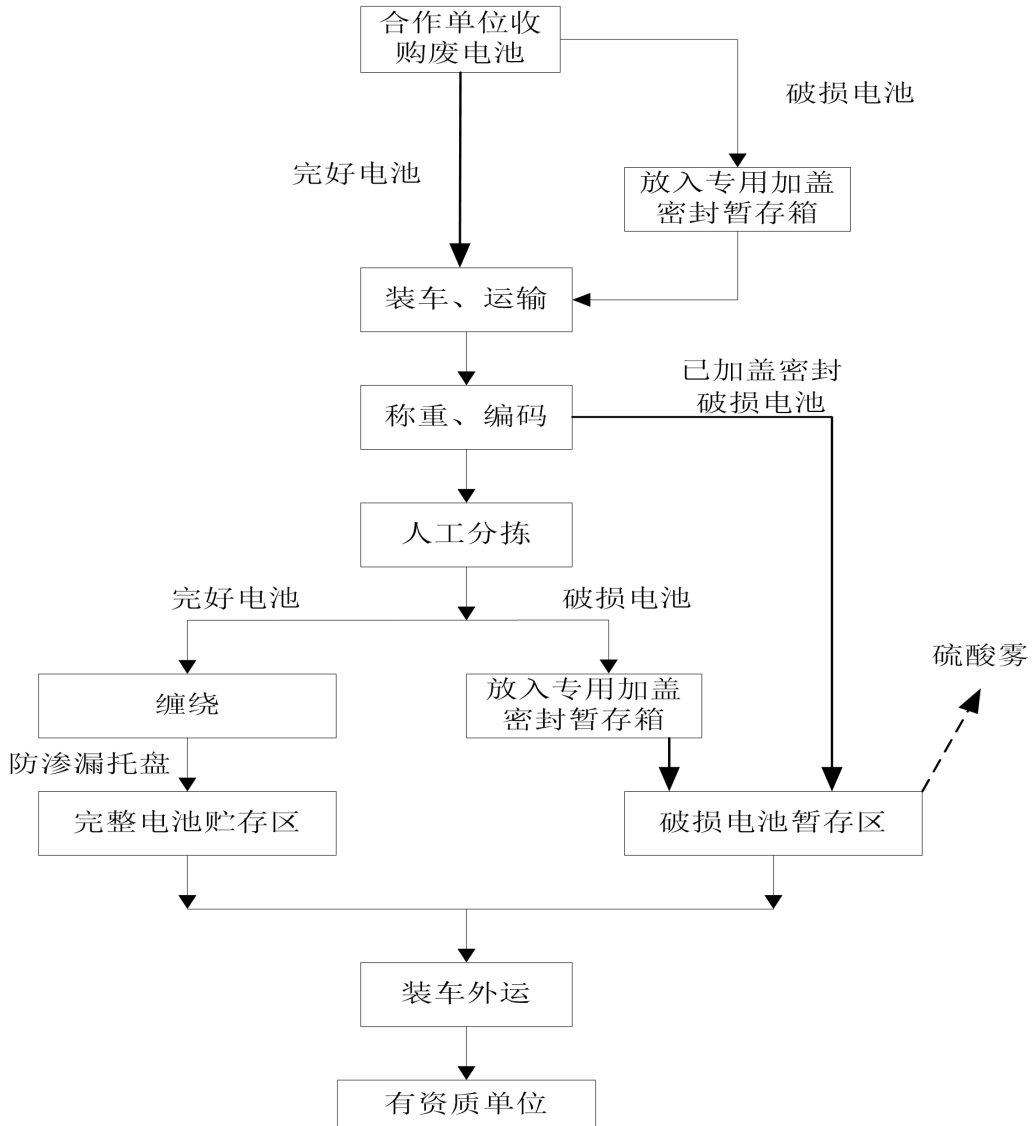 合作单位收
购废电池
破损电池
完好电池
放入专用加盖
密封暂存箱
装车、运输
已加盖密封
破损电池
称重、编码
人工分拣
完好电池
破损电池
硫酸雾
缠绕
放入专用加盖
密封暂存箱
防渗漏托盘
完整电池贮存区
破损电池暂存区
装车外运
有资质单位